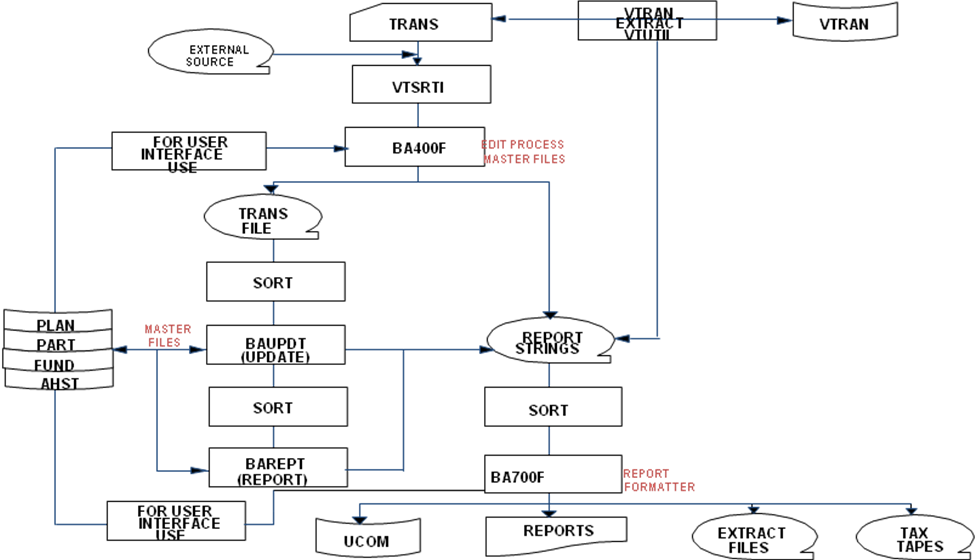 TRANS
VTRAN
EXTRACT
VTUTIL
VTRAN
EXTERNAL
SOURCE
VTSRTI
FOR USER
INTERFACE
USE
BA400F
EDIT PROCESS
MASTER FILES
TRANS
FILE
SORT
PLAN
PART
FUND
AHST
MASTER
FILES
BAUPDT
(UPDATE)
REPORT
STRINGS
SORT
SORT
BAREPT
(REPORT)
BA700F
REPORT
FORMATTER
FOR USER
INTERFACE
USE
UCOM
REPORTS
EXTRACT
FILES
TAX
TAPES